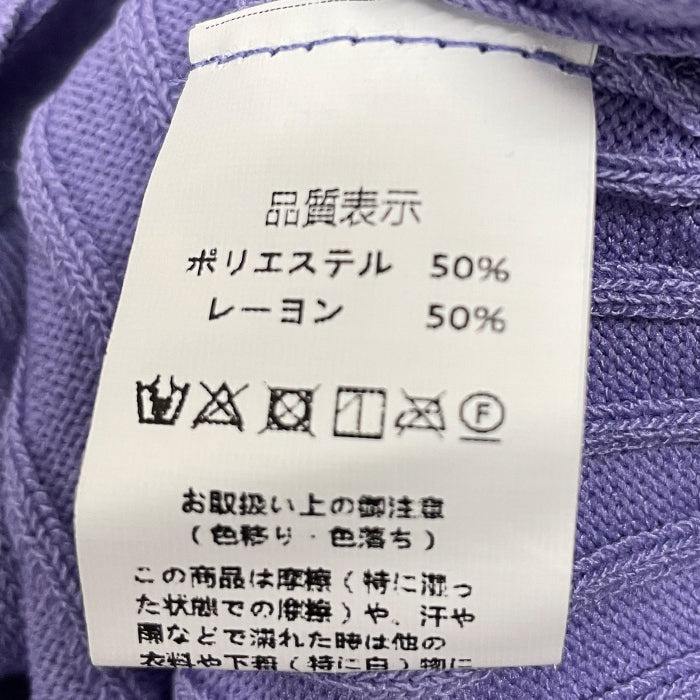 品質表示
ポリエステル 50%
レーヨン 50%
F
お取扱い上の御注意
(色移り・色落ち)
この商品は摩擦(特に湿っ
た状態での摩擦)や、汗や
雨などで濡れた時は他の
衣料や下着(特に白)物に